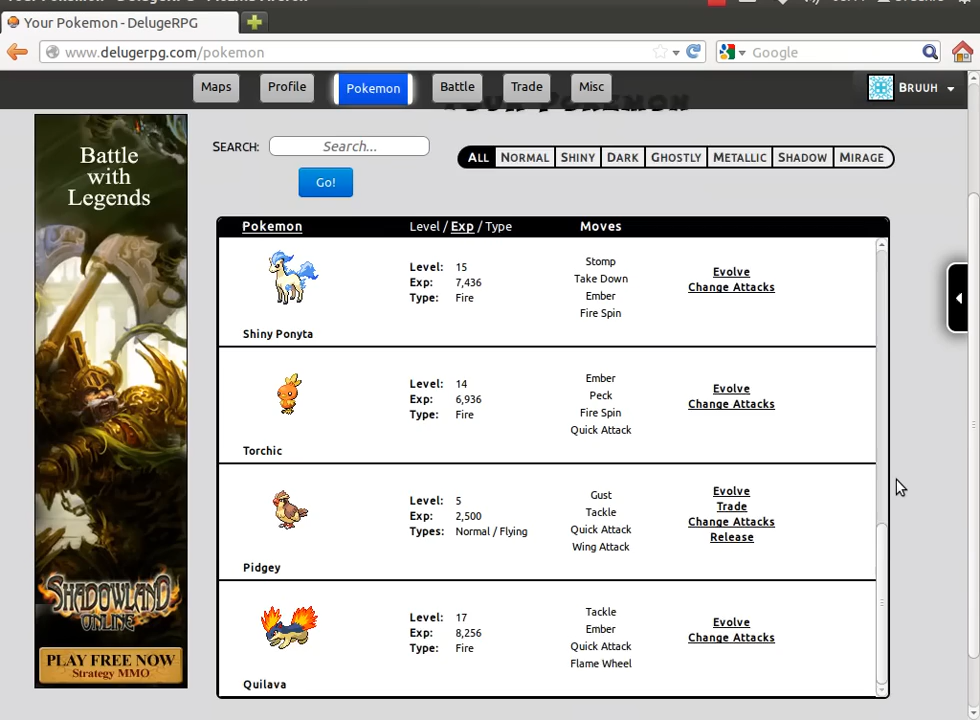 Your Pokemon - DelugeRPG
www.delugerpg.com/pokemon
Google
Maps
Profile
Pokemon
Battle
Trade
Misc
BRUUH
Your Pokemon
Battle
with
Legends
SHADOWLAND
ONLINE
PLAY FREE NOW
Strategy MMO
SEARCH:
Search...
Go!
ALL
NORMAL
SHINY
DARK
GHOSTLY
METALLIC
SHADOW
MIRAGE
Pokemon
Level / Exp / Type
Moves
Shiny Ponyta
Level: 15
Exp: 7,436
Type: Fire
Stomp
Take Down
Ember
Fire Spin
Evolve
Change Attacks
Torchic
Level: 14
Exp: 6,936
Type: Fire
Ember
Peck
Fire Spin
Quick Attack
Evolve
Change Attacks
Pidgey
Level: 5
Exp: 2,500
Types: Normal / Flying
Gust
Tackle
Quick Attack
Wing Attack
Evolve
Trade
Change Attacks
Release
Quilava
Level: 17
Exp: 8,256
Type: Fire
Tackle
Ember
Quick Attack
Flame Wheel
Evolve
Change Attacks